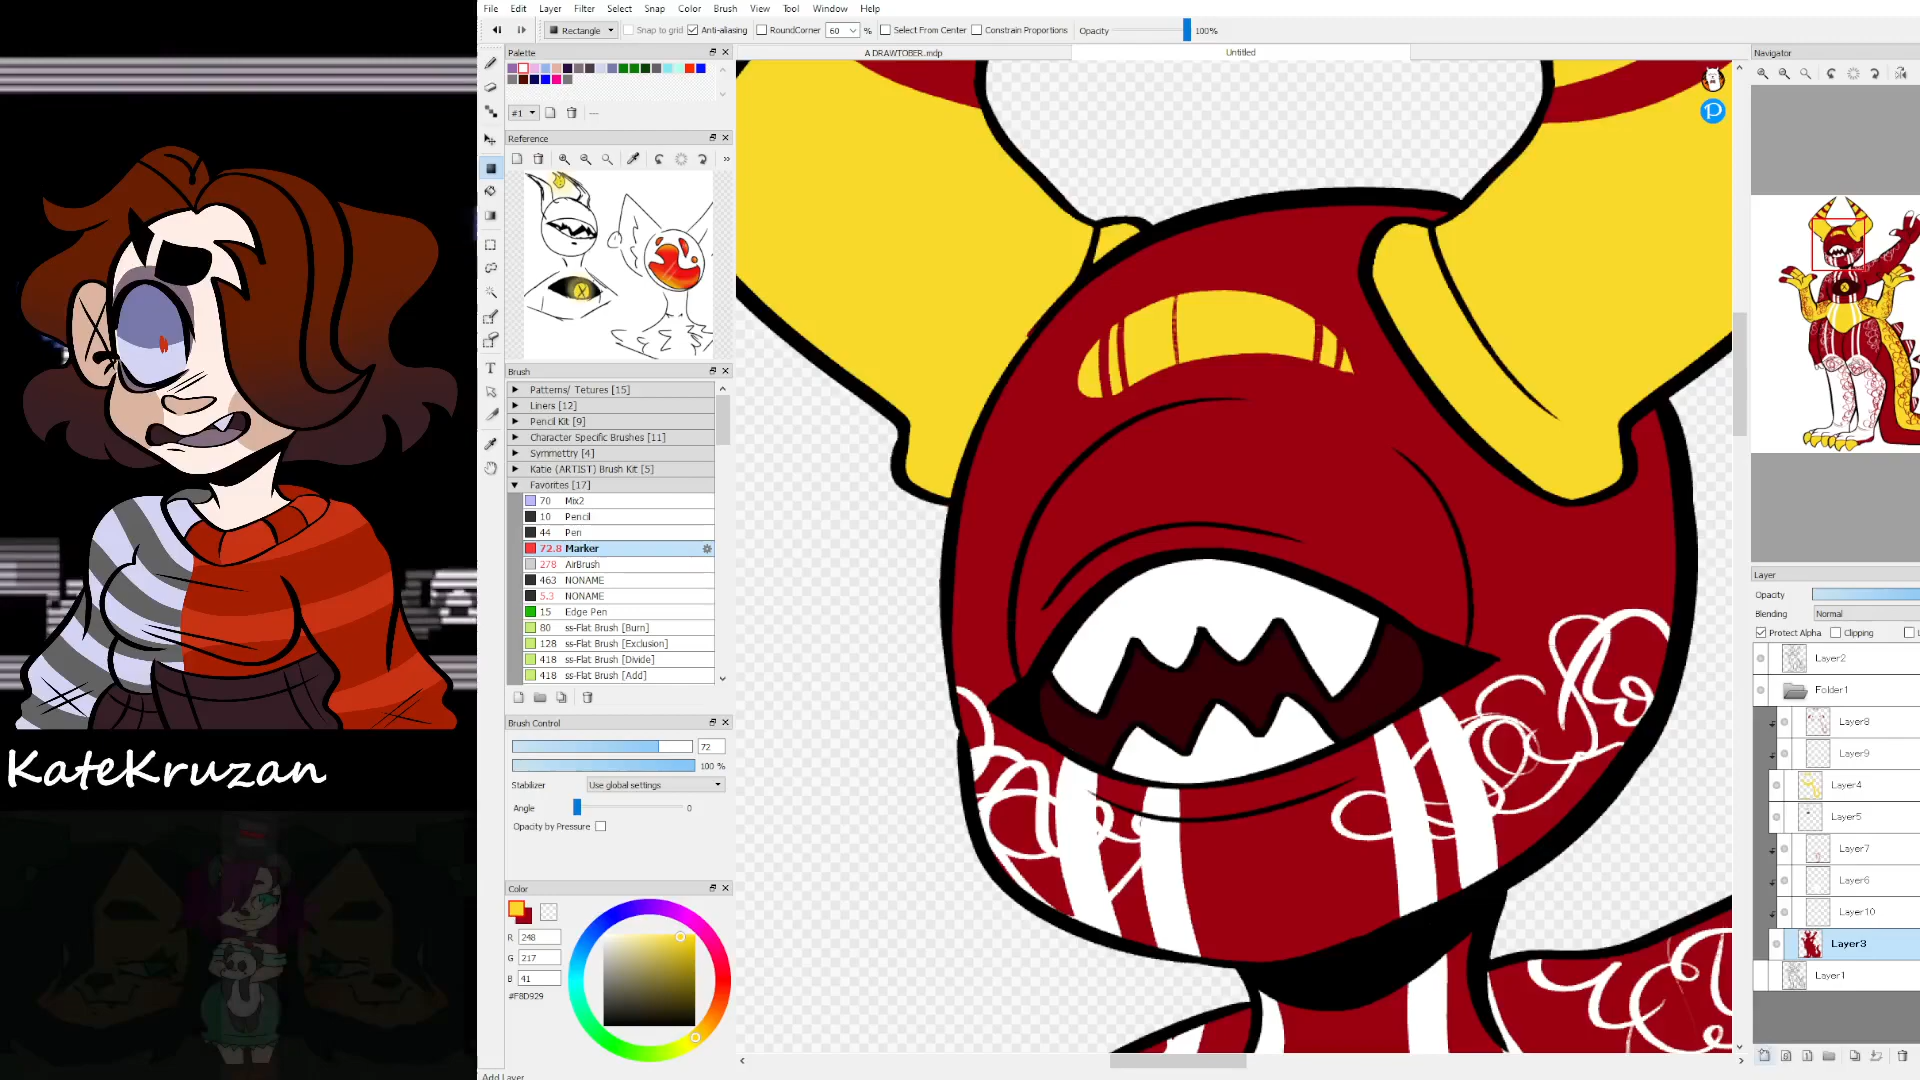 File Edit Layer Filter Select Snap Color Brush View Tool Window Help
Rectangle Snap to grid Anti-aliasing RoundCorner 60 % Select From Center Constrain Proportions Opacity 100%
Palette
A DRAWTOBER.mdp
Untitled
Navigator
#1
Reference
Brush
Patterns/ Tetures [15]
Liners [12]
Pencil Kit [9]
Character Specific Brushes [11]
Symmetry [4]
Katie (ARTIST) Brush Kit [5]
Favorites [17]
70 Mix2
10 Pencil
44 Pen
72.8 Marker
278 AirBrush
463 NONAME
5.3 NONAME
15 Edge Pen
80 ss-Flat Brush [Burn]
128 ss-Flat Brush [Exclusion]
418 ss-Flat Brush [Divide]
418 ss-Flat Brush [Add]
Brush Control
72
100 %
Stabilizer Use global settings
Angle 0
Opacity by Pressure
Color
R 248
G 217
B 41
#F8D929
Add Layer
KateKruzan
Layer
Opacity
Blending Normal
Protect Alpha Clipping
Layer2
Folder1
Layer8
Layer9
Layer4
Layer5
Layer7
Layer6
Layer10
Layer3
Layer1